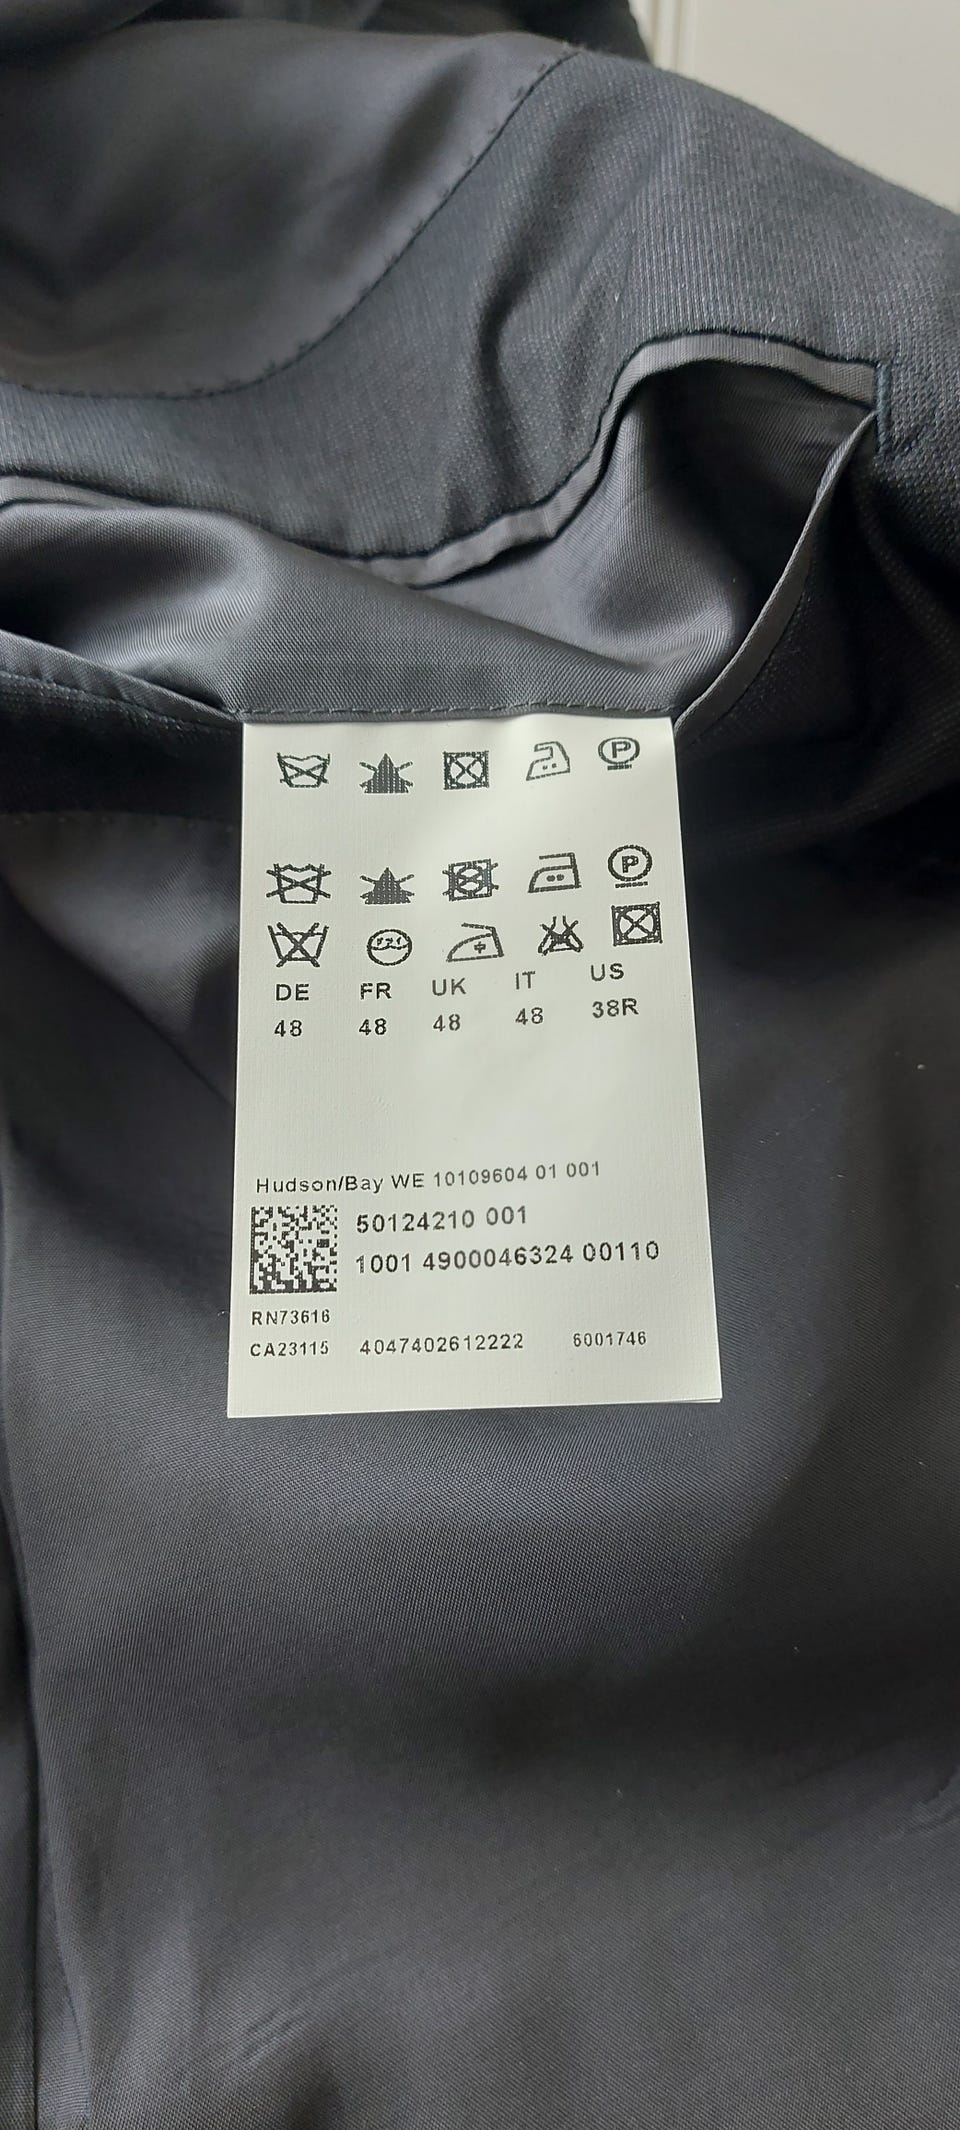 P
P
DE FR UK IT US
48 48 48 48 38R
Hudson/Bay WE 10109604 01 001
50124210 001
1001 4900046324 00110
RN73616
CA23115 4047402612222 6001746